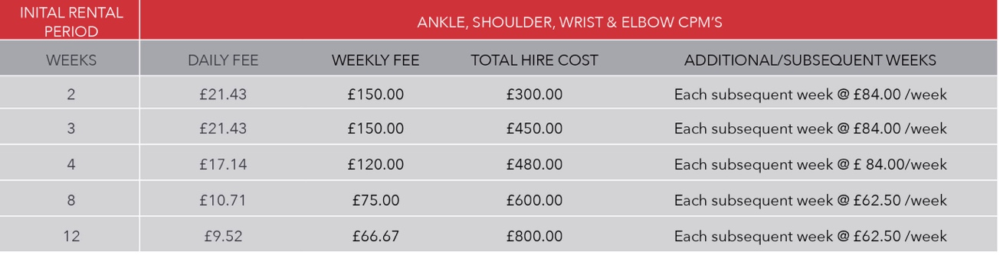 INITAL RENTAL PERIOD ANKLE, SHOULDER, WRIST & ELBOW CPM'S
WEEKS DAILY FEE WEEKLY FEE TOTAL HIRE COST ADDITIONAL/SUBSEQUENT WEEKS
2 £21.43 £150.00 £300.00 Each subsequent week @ £84.00 /week
3 £21.43 £150.00 £450.00 Each subsequent week @ £84.00 /week
4 £17.14 £120.00 £480.00 Each subsequent week @ £ 84.00/week
8 £10.71 £75.00 £600.00 Each subsequent week @ £62.50 /week
12 £9.52 £66.67 £800.00 Each subsequent week @ £62.50 /week